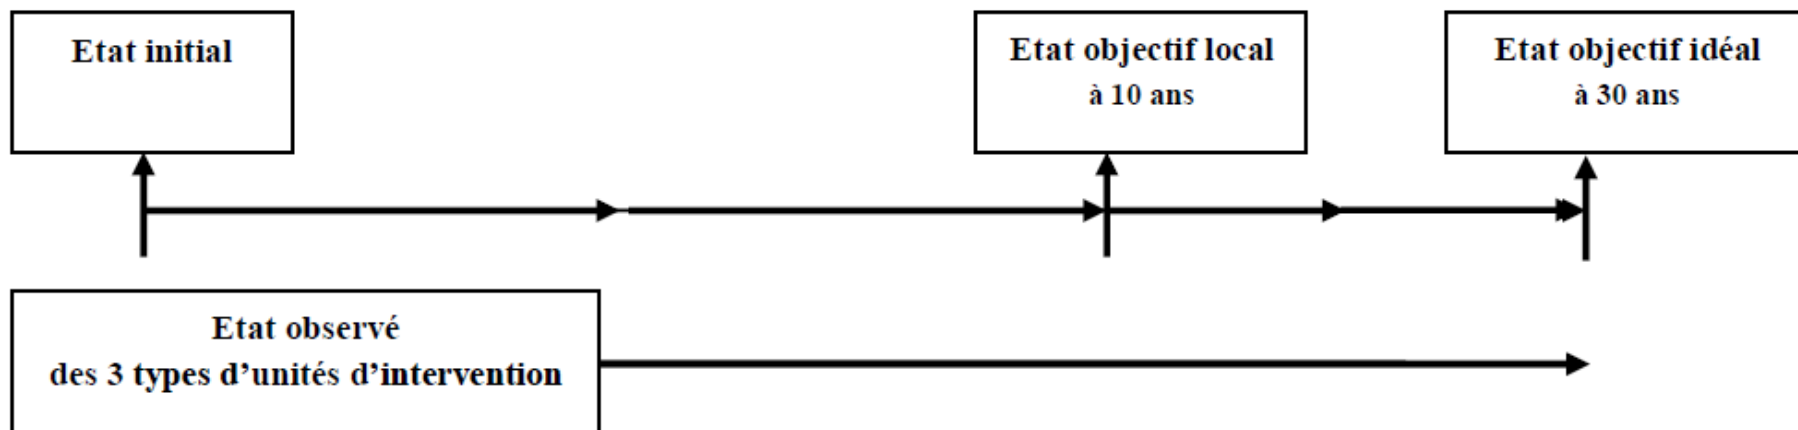 Etat initial
Etat objectif local
à 10 ans
Etat objectif idéal
à 30 ans
Etat observé
des 3 types d’unités d’intervention